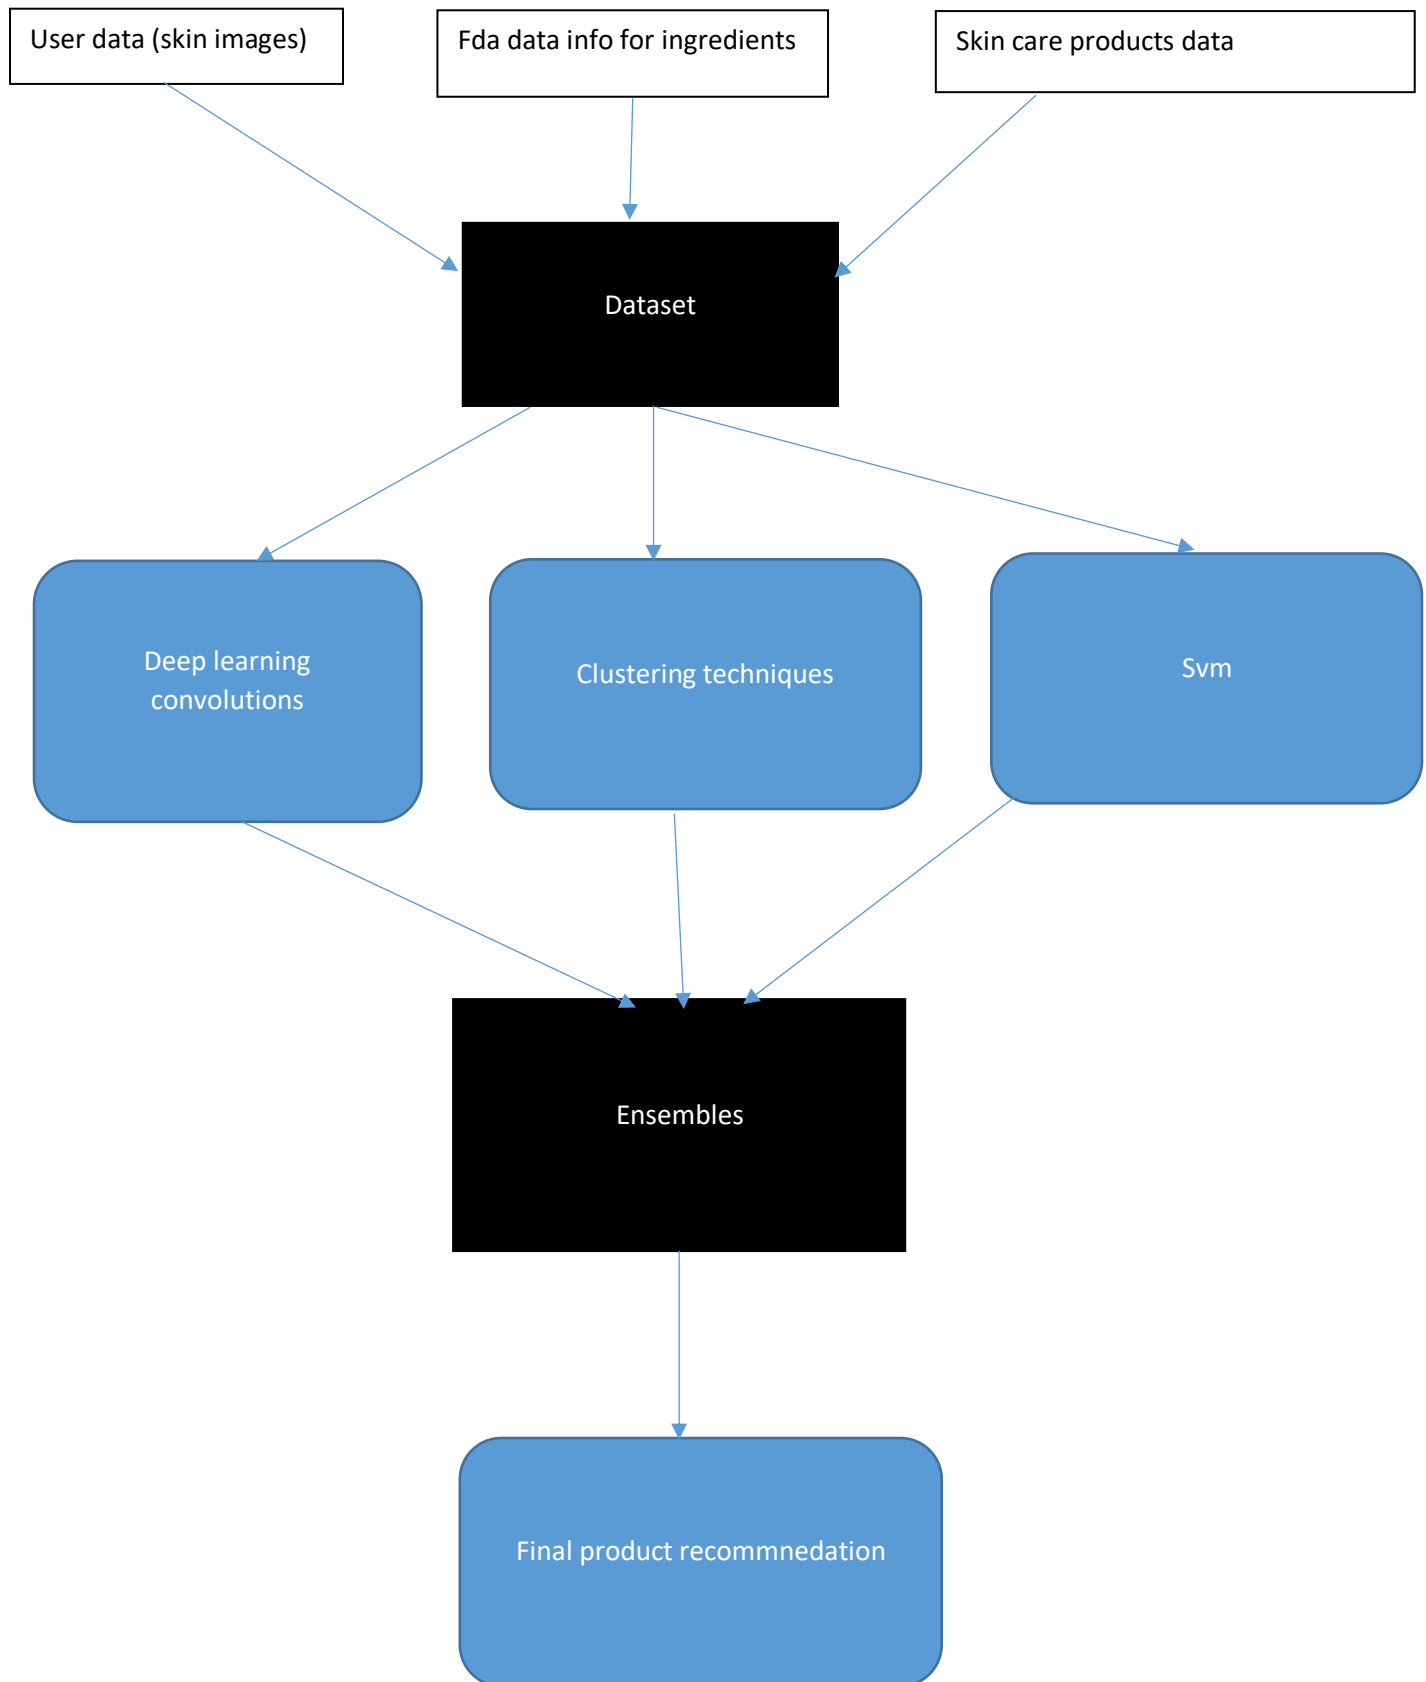 User data (skin images)
Fda data info for ingredients
Skin care products data
Dataset
Deep learning
convolutions
Clustering techniques
Svm
Ensembles
Final product recommnedation